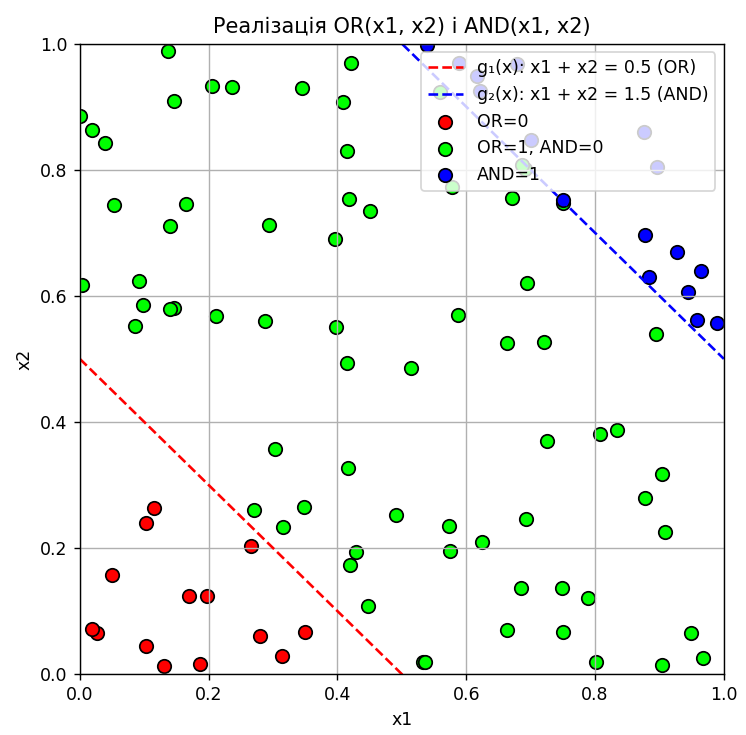 Реалізація OR(x1, x2) і AND(x1, x2)
1.0
0.8
0.6
0.4
0.2
0.0
x2
g₁(x): x1 + x2 = 0.5 (OR)
g₂(x): x1 + x2 = 1.5 (AND)
OR=0
OR=1, AND=0
AND=1
0.0 0.2 0.4 0.6 0.8 1.0
x1